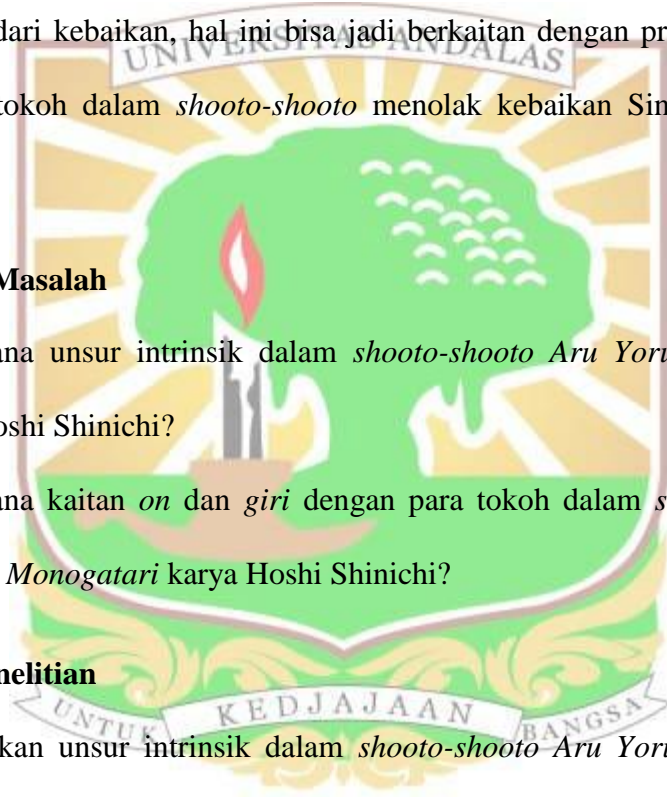 dari kebaikan, hal ini bisa jadi berkaitan dengan pr
UNIVERSITAS ANDALAS
tokoh dalam shooto-shooto menolak kebaikan Sin
Masalah
ana unsur intrinsik dalam shooto-shooto Aru Yoru
oshi Shinichi?
ana kaitan on dan giri dengan para tokoh dalam s
Monogatari karya Hoshi Shinichi?
nelitian
UNTUK KEDJAJAAN BANGSA
kan unsur intrinsik dalam shooto-shooto Aru Yoru